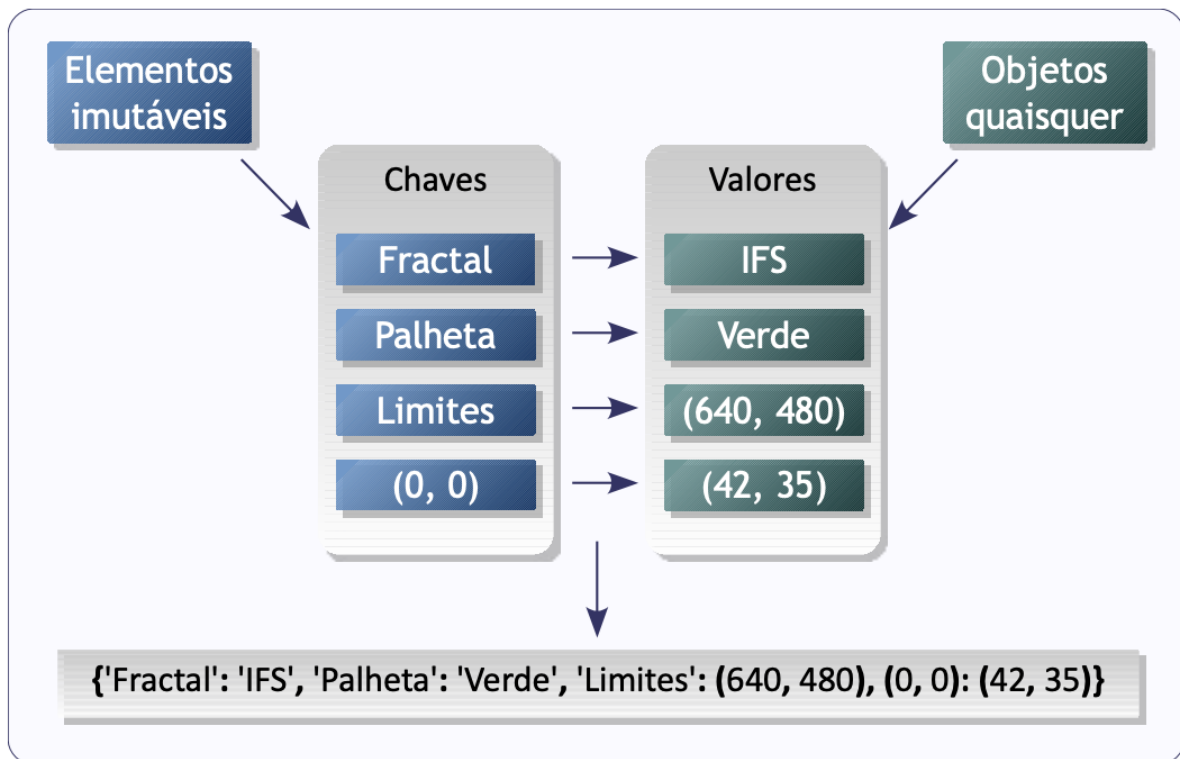 Elementos
imutáveis
Objetos
quaisquer
Chaves
Valores
Fractal
IFS
Palheta
Verde
Limites
(640, 480)
(0, 0)
(42, 35)
{'Fractal': 'IFS', 'Palheta': 'Verde', 'Limites': (640, 480), (0, 0): (42, 35)}